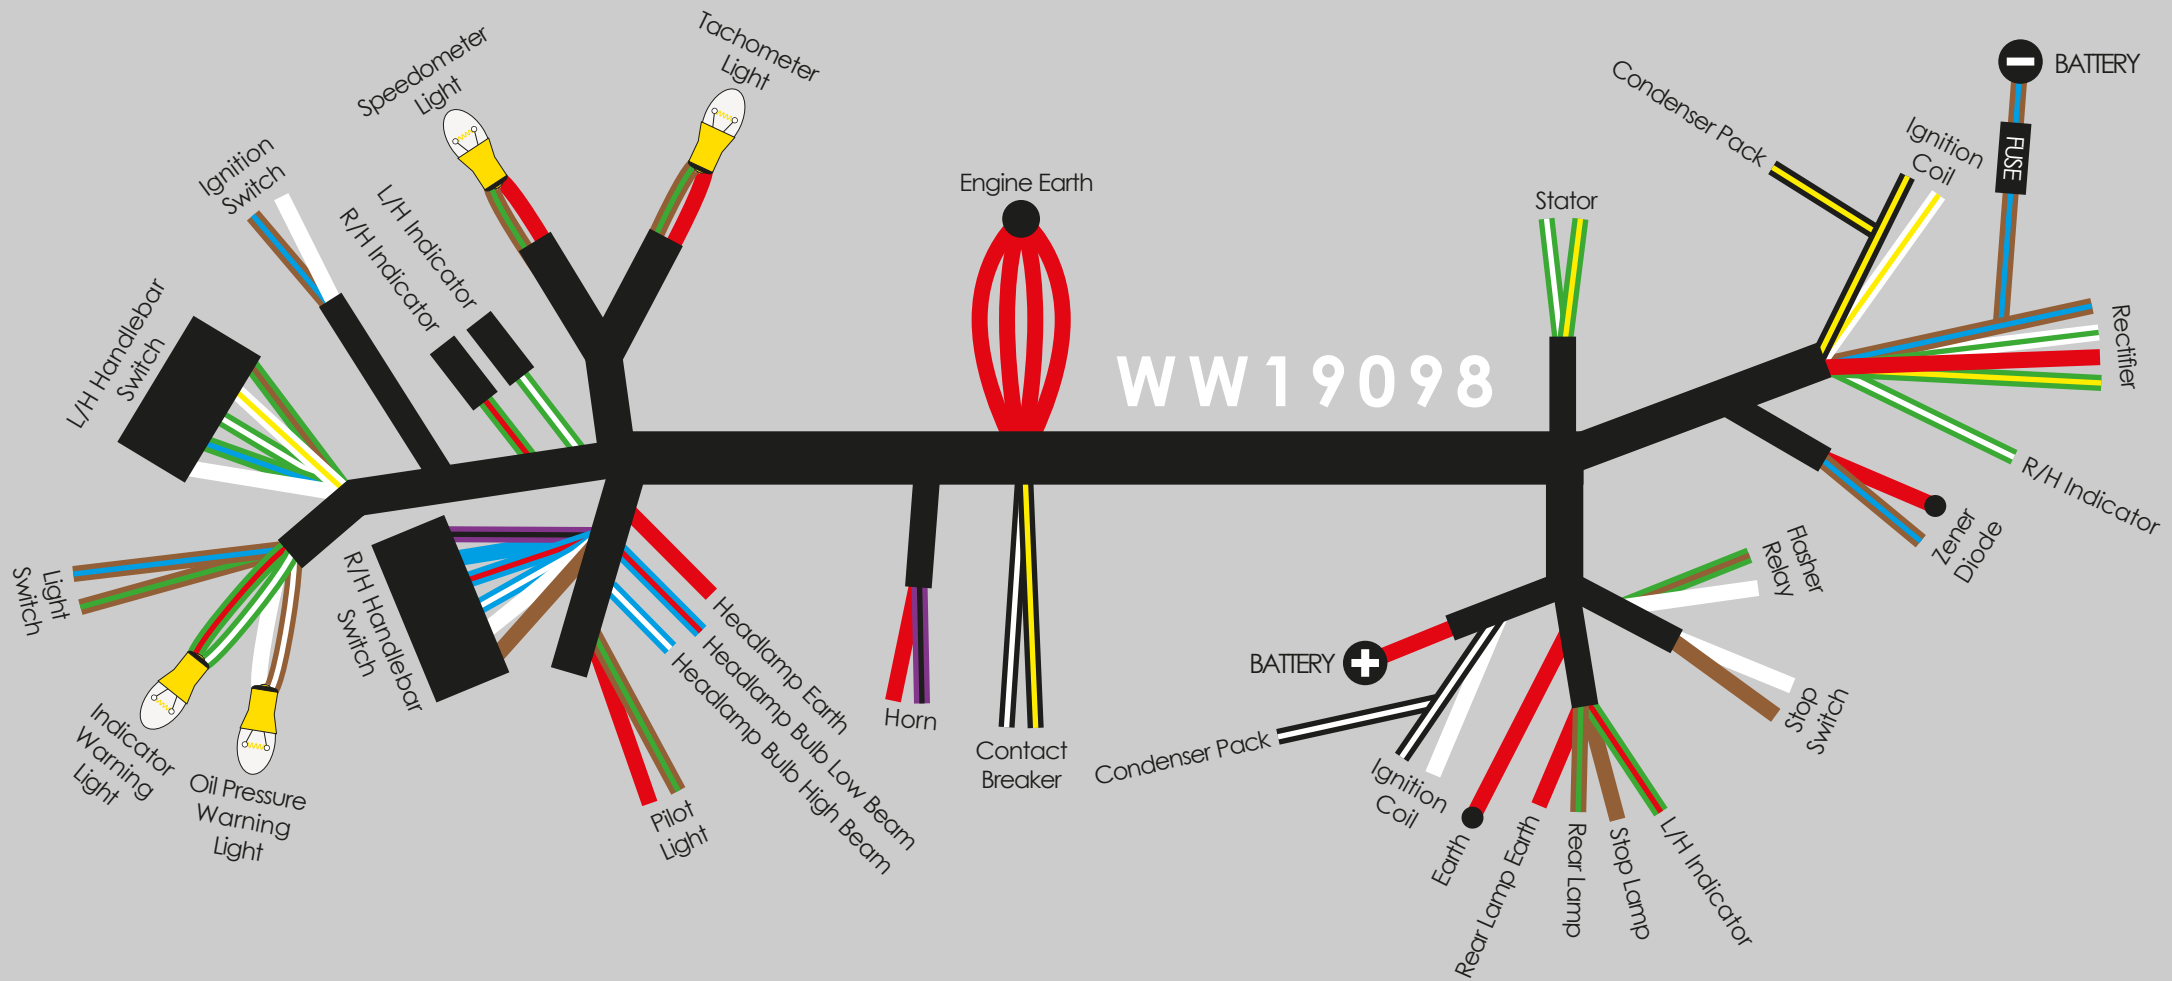 Tachometer
Light
Speedometer
Light
BATTERY
Condenser Pack
Ignition
Coil
FUSE
Ignition
Switch
Engine Earth
Stator
L/H Indicator
R/H Indicator
L/H Handlebar
Switch
WW19098
Rectifier
R/H Indicator
Zener
Diode
Flasher
Relay
Light
Switch
R/H Handlebar
Switch
Headlamp Earth
Headlamp Bulb Low Beam
Headlamp Bulb High Beam
BATTERY
Horn
Contact
Breaker
Condenser Pack
Ignition
Coil
Stop
Switch
Indicator
Warning
Light
Oil Pressure
Warning
Light
Pilot
Light
Earth
Rear Lamp Earth
Rear Lamp
Stop Lamp
L/H Indicator